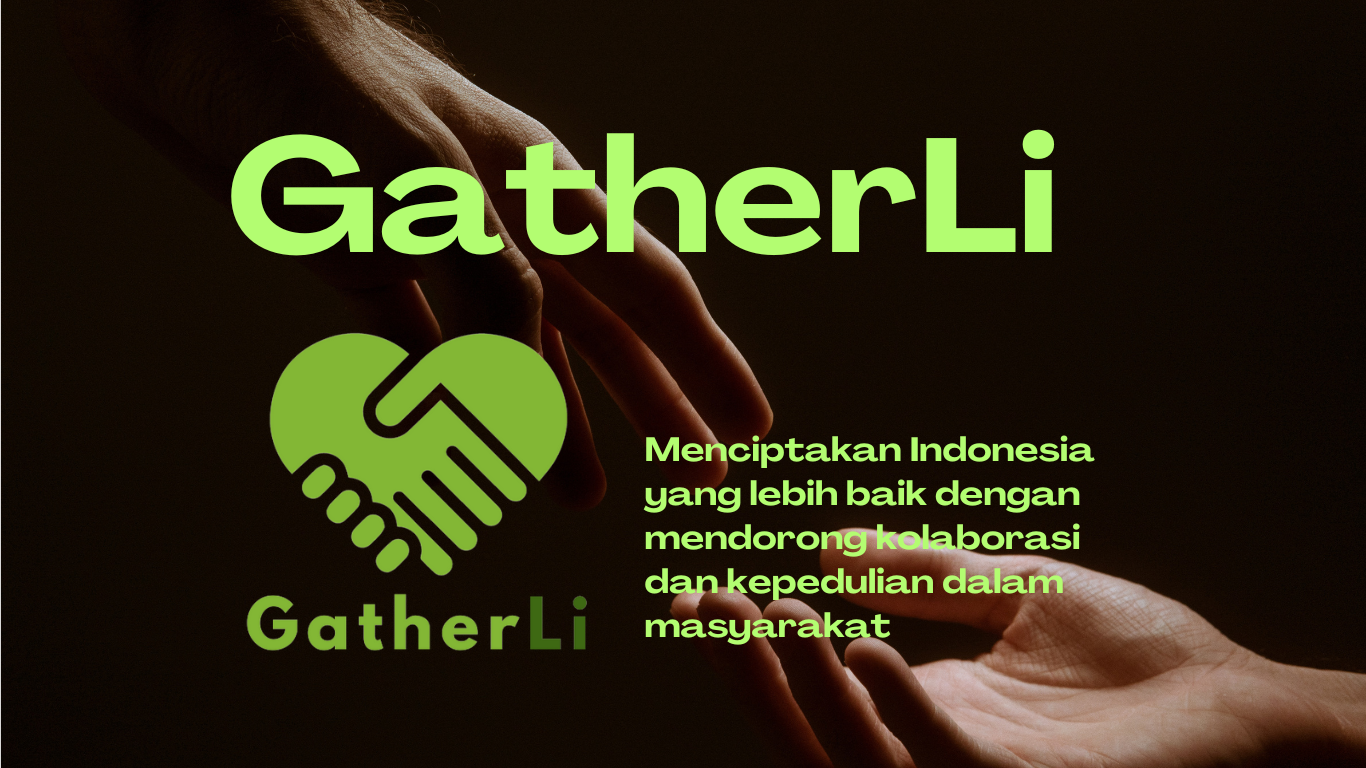 GatherLi
GatherLi
Menciptakan Indonesia
yang lebih baik dengan
mendorong kolaborasi
dan kepedulian dalam
masyarakat